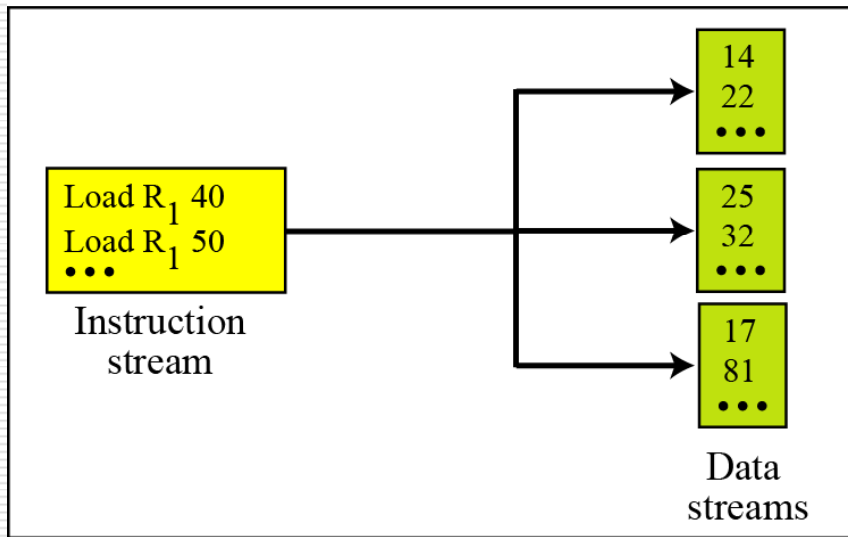 Load R1 40
Load R1 50
•••
Instruction
stream
14
22
•••
25
32
•••
17
81
•••
Data
streams